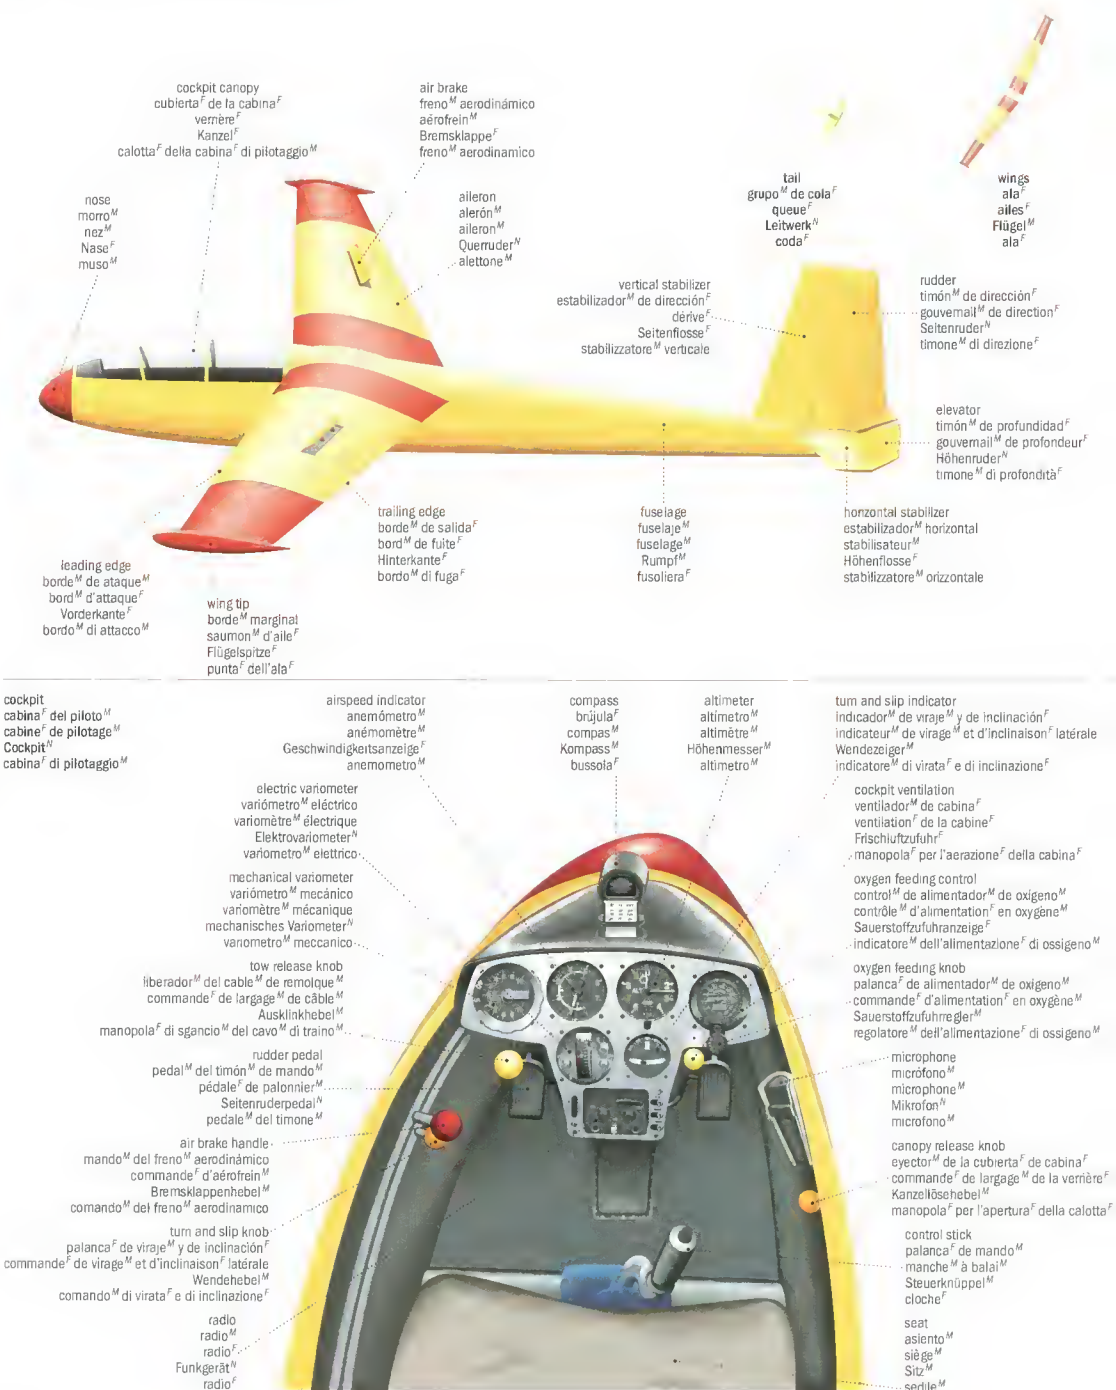 cockpit canopy
cubierta^F de la cabina^F
verrière^F
Kanzel^F
calotta^F della cabina^F di pilotaggio^M
air brake
freno^M aerodinámico
aérofrein^M
Bremsklappe^F
freno^M aerodinamico
nose
morro^M
nez^M
Nase^F
muso^M
aileron
alerón^M
aileron^M
Querruder^N
alettone^M
tail
grupo^M de cola^F
queue^F
Leitwerk^N
coda^F
wings
ala^F
ailes^F
Flügel^M
ala^F
vertical stabilizer
estabilizador^M de dirección^F
dérive^F
Seitenflosse^F
stabilizzatore^M verticale
rudder
timón^M de dirección^F
gouvernail^M de direction^F
Seitenruder^N
timone^M di direzione^F
elevator
timón^M de profundidad^F
gouvernail^M de profondeur^F
Höhenruder^N
timone^M di profondità^F
trailing edge
borde^M de salida^F
bord^M de fuite^F
Hinterkante^F
bordo^M di fuga^F
fuselage
fuselaje^M
fuselage^M
Rumpf^M
fusoliera^F
horizontal stabilizer
estabilizador^M horizontal
stabilisateur^M
Höhenflosse^F
stabilizzatore^M orizzontale
leading edge
borde^M de ataque^M
bord^M d'attaque^F
Vorderkante^F
bordo^M di attacco^M
wing tip
borde^M marginal
saumon^M d'aile^F
Flügelspitze^F
punta^F dell'ala^F
cockpit
cabina^F del piloto^M
cabine^F de pilotage^M
Cockpit^N
cabina^F di pilotaggio^M
airspeed indicator
anemómetro^M
anémomètre^M
Geschwindigkeitsanzeige^F
anemometro^M
compass
brújula^F
compas^M
Kompass^M
bussola^F
altimeter
altímetro^M
altimètre^M
Höhenmesser^M
altimetro^M
turn and slip indicator
indicador^M de viraje^M y de inclinación^F
indicateur^M de virage^M et d'inclinaison^F latérale
Wendezeiger^M
indicatore^M di virata^F e di inclinazione^F
electric variometer
variómetro^M eléctrico
variomètre^M électrique
Elektrovariometer^N
variometro^M elettrico
cockpit ventilation
ventilador^M de cabina^F
ventilation^F de la cabine^F
Frischluftzufuhr^F
manopola^F per l'aerazione^F della cabina^F
mechanical variometer
variómetro^M mecánico
variomètre^M mécanique
mechanisches Variometer^N
variometro^M meccanico
oxygen feeding control
control^M de alimentador^M de oxígeno^M
contrôle^M d'alimentation^F en oxygène^M
Sauerstoffzufuhranzeige^F
indicatore^M dell'alimentazione^F di ossigeno^M
tow release knob
liberador^M del cable^M de remolque^M
commande^F de largage^M de câble^M
Ausklinkhebel^M
manopola^F di sgancio^M del cavo^M di traino^M
oxygen feeding knob
palanca^F de alimentador^M de oxígeno^M
commande^F d'alimentation^F en oxygène^M
Sauerstoffzufuhrregler^M
regolatore^M dell'alimentazione^F di ossigeno^M
rudder pedal
pedal^M del timón^M de mando^M
pédale^F de palonnier^M
Seitenruderpedal^N
pedale^M del timone^M
microphone
micrófono^M
microphone^M
Mikrofon^N
microfono^M
air brake handle
mando^M del freno^M aerodinámico
commande^F d'aérofrein^M
Bremsklappenhebel^M
comando^M del freno^M aerodinamico
canopy release knob
eyector^M de la cubierta^F de cabina^F
commande^F de largage^M de la verrière^F
Kanzellösehebel^M
manopola^F per l'apertura^F della calotta^F
turn and slip knob
palanca^F de viraje^M y de inclinación^F
commande^F de virage^M et d'inclinaison^F latérale
Wendehebel^M
comando^M di virata^F e di inclinazione^F
control stick
palanca^F de mando^M
manche^M à balai^M
Steuerknüppel^M
cloche^F
radio
radio^M
radio^F
Funkgerät^N
radio^F
seat
asiento^M
siège^M
Sitz^M
sedile^M